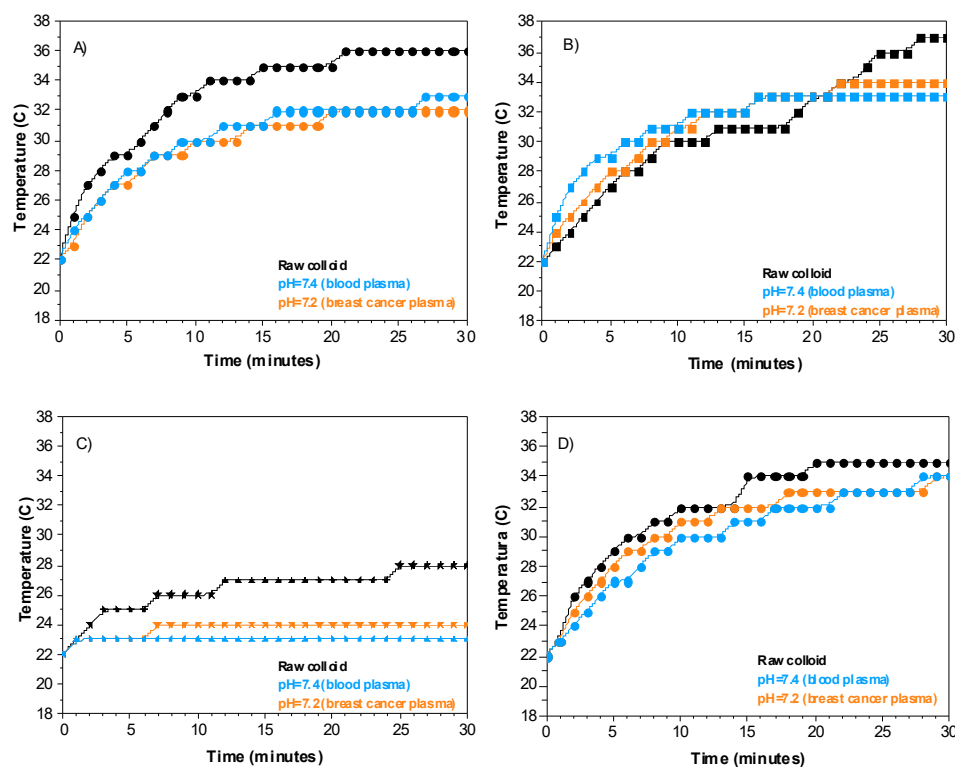 A)
Temperature (C)
38
36
34
32
30
28
26
24
22
20
18
Raw colloid
pH=7.4 (blood plasma)
pH=7.2 (breast cancer plasma)
0 5 10 15 20 25 30
Time (minutes)
B)
Temperature (C)
38
36
34
32
30
28
26
24
22
20
18
Raw colloid
pH=7.4 (blood plasma)
pH=7.2 (breast cancer plasma)
0 5 10 15 20 25 30
Time (minutes)
C)
Temperature (C)
38
36
34
32
30
28
26
24
22
20
18
Raw colloid
pH=7.4 (blood plasma)
pH=7.2 (breast cancer plasma)
0 5 10 15 20 25 30
Time (minutes)
D)
Temperatura (C)
38
36
34
32
30
28
26
24
22
20
18
Raw colloid
pH=7.4 (blood plasma)
pH=7.2 (breast cancer plasma)
0 5 10 15 20 25 30
Time (minutes)